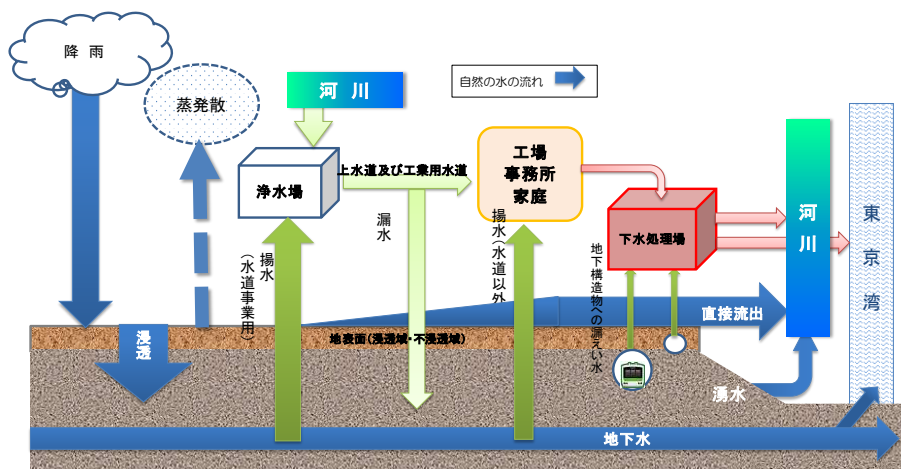 降 雨
蒸発散
河 川
自然の水の流れ
浄水場
上水道及び工業用水道
工場
事務所
家庭
漏水
揚水
(水道事業用)
揚水(水道以外
地下構造物への漏えい水
下水処理場
河川
東京湾
直接流出
浸透
地表面(浸透域・不浸透域)
湧水
地下水